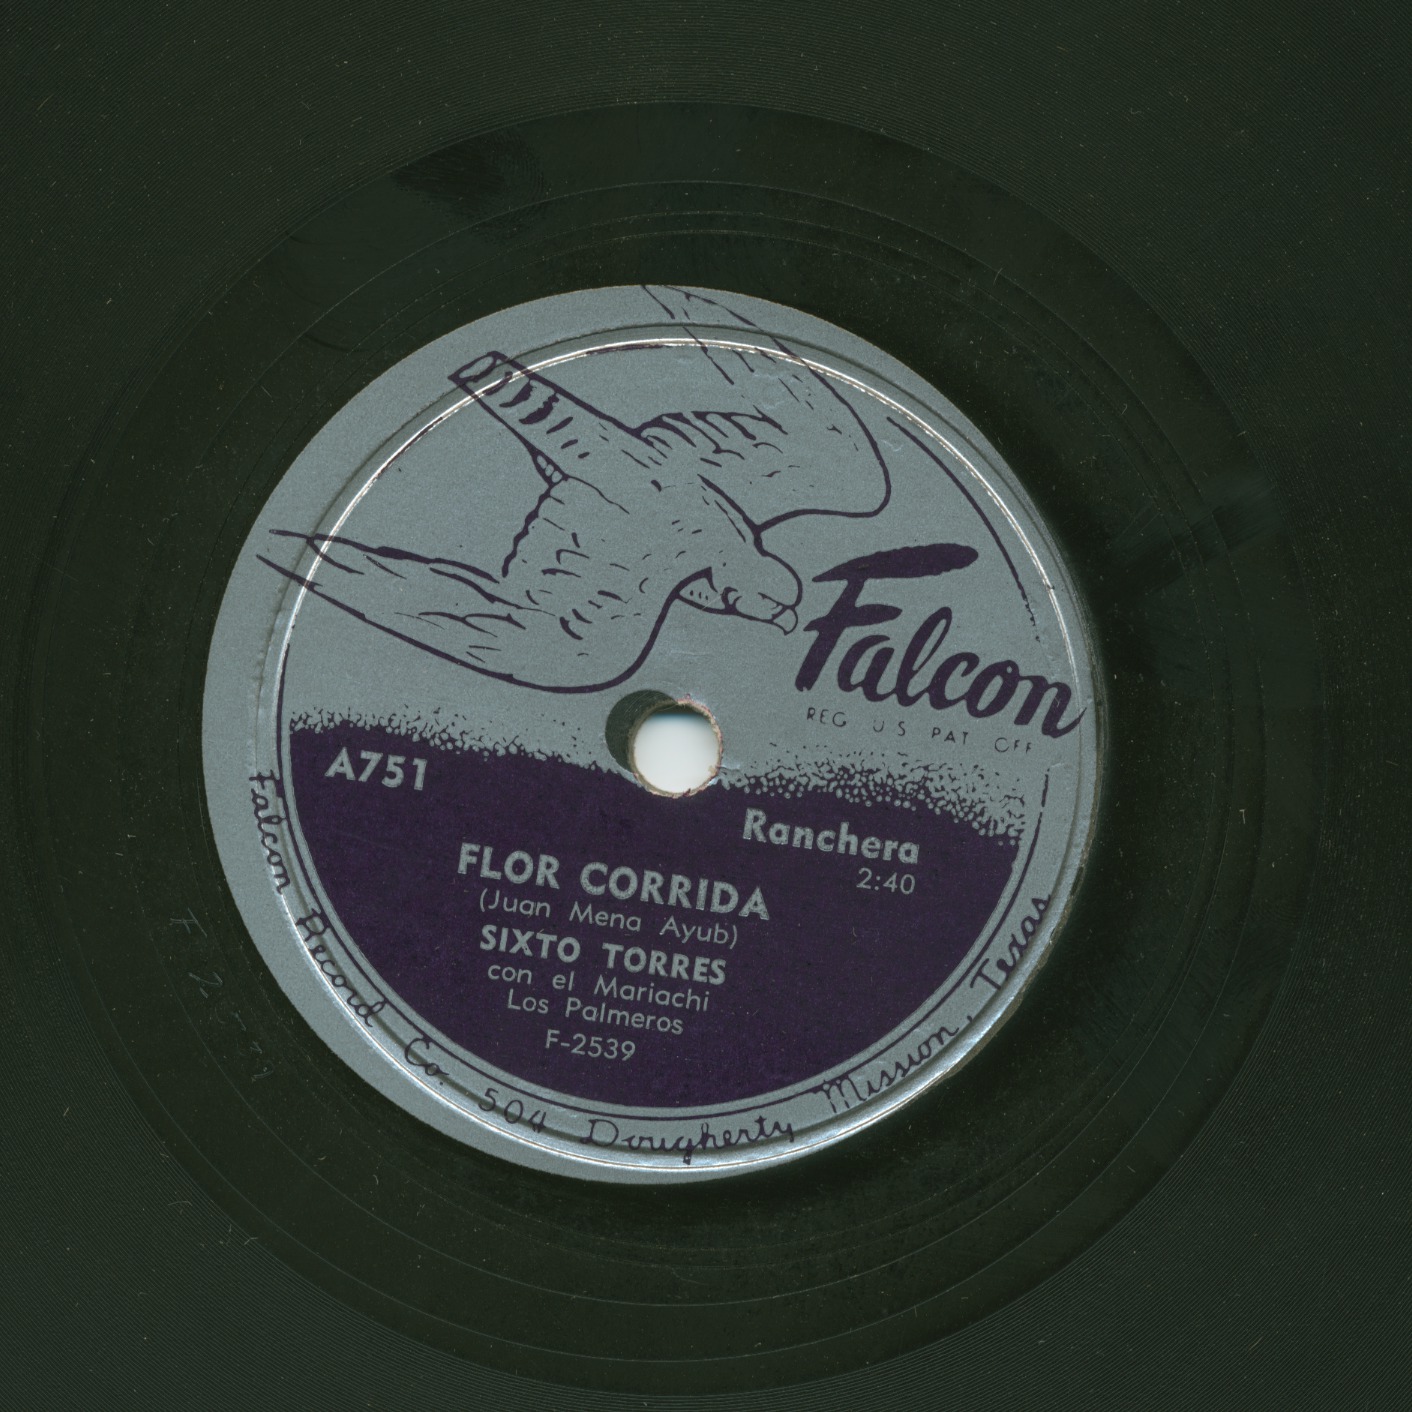 Falcon
REG U S PAT OFF
A751
Ranchera
2:40
FLOR CORRIDA
(Juan Mena Ayub)
SIXTO TORRES
con el Mariachi
Los Palmeros
F-2539
Falcon Record Co. 504 Dougherty Mission, Texas